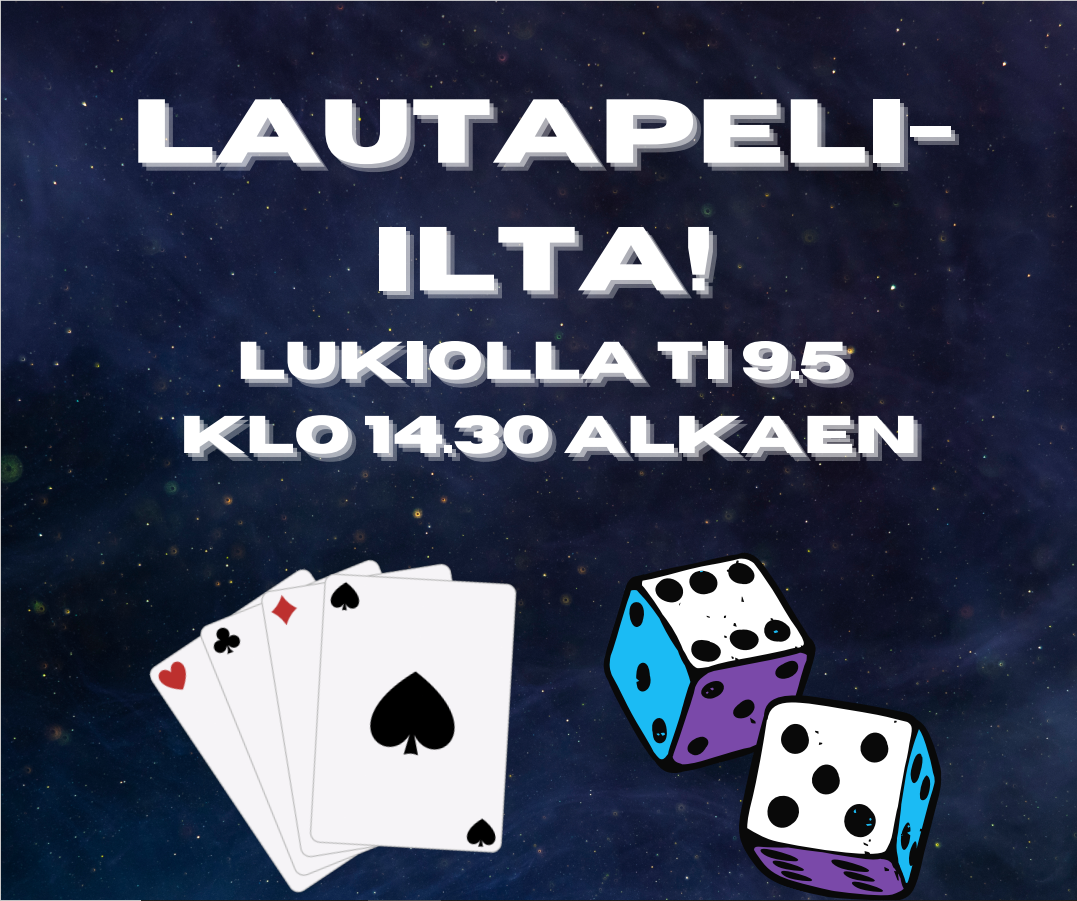 LAUTAPELI-
ILTA!
LUKIOLLA TI 9.5
KLO 14.30 ALKAEN